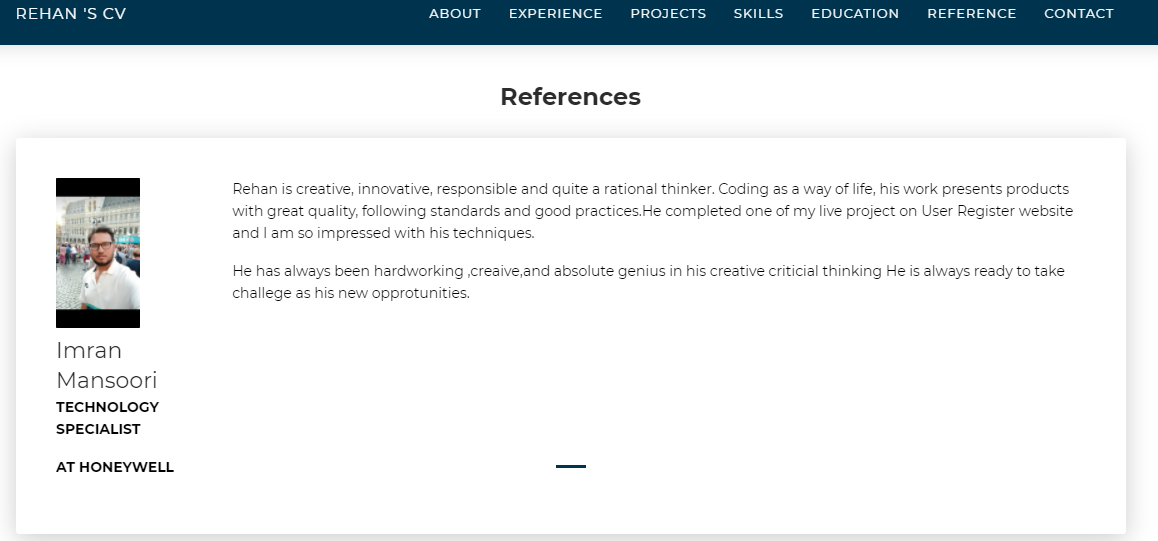 REHAN 'S CV
ABOUT EXPERIENCE PROJECTS SKILLS EDUCATION REFERENCE CONTACT
References
Rehan is creative, innovative, responsible and quite a rational thinker. Coding as a way of life, his work presents products
with great quality, following standards and good practices.He completed one of my live project on User Register website
and I am so impressed with his techniques.
He has always been hardworking ,creaive,and absolute genius in his creative criticial thinking He is always ready to take
challege as his new opprotunities.
Imran
Mansoori
TECHNOLOGY
SPECIALIST
AT HONEYWELL